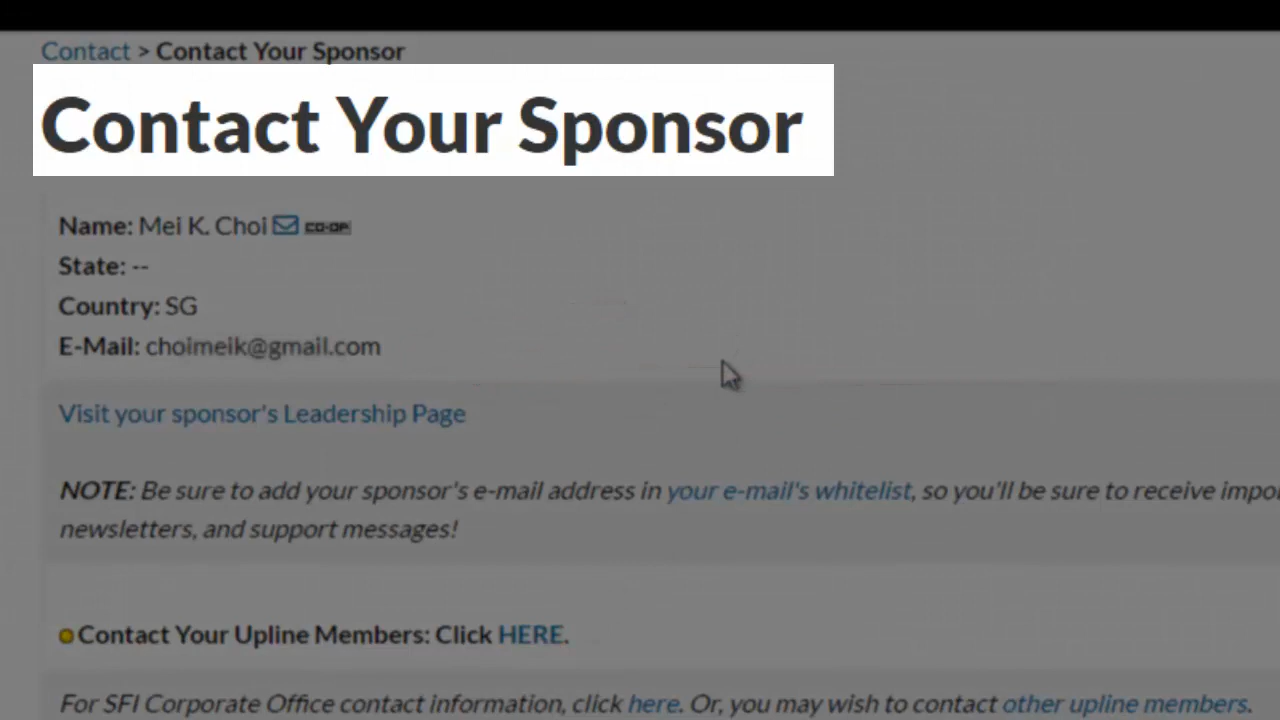 Contact > Contact Your Sponsor
Contact Your Sponsor
Name: Mei K. Choi CO-OP
State: --
Country: SG
E-Mail: choimeik@gmail.com
Visit your sponsor's Leadership Page
NOTE: Be sure to add your sponsor's e-mail address in your e-mail's whitelist, so you'll be sure to receive impo
newsletters, and support messages!
Contact Your Upline Members: Click HERE.
For SFI Corporate Office contact information, click here. Or, you may wish to contact other upline members.